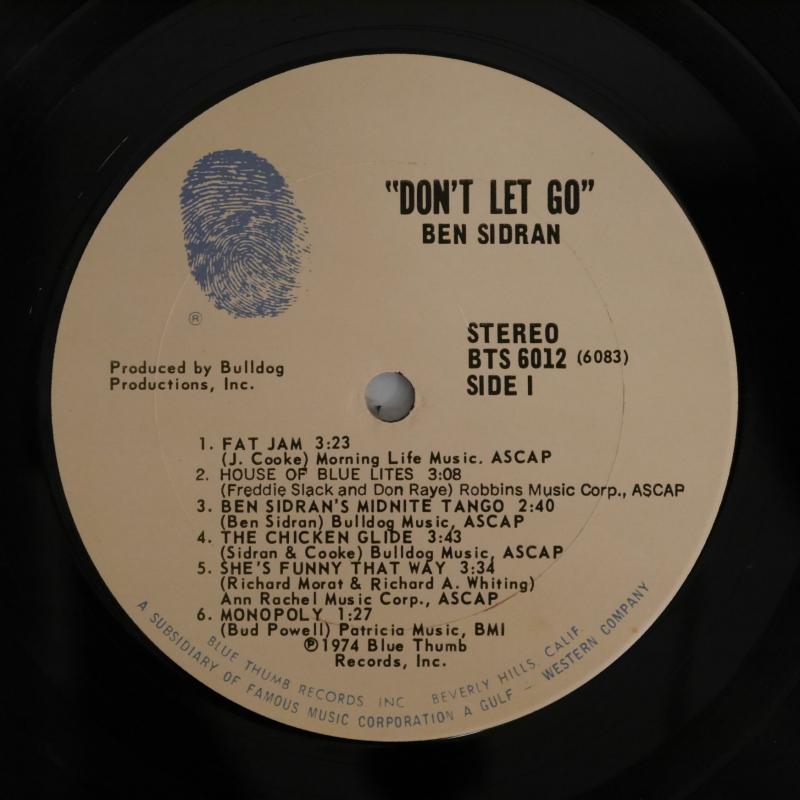 "DON'T LET GO"
BEN SIDRAN
®
STEREO
BTS 6012 (6083)
SIDE I
Produced by Bulldog
Productions, Inc.
1. FAT JAM 3:23
(J. Cooke) Morning Life Music. ASCAP
2. HOUSE OF BLUE LITES 3:08
(Freddie Slack and Don Raye) Robbins Music Corp., ASCAP
3. BEN SIDRAN'S MIDNITE TANGO 2:40
(Ben Sidran) Bulldog Music, ASCAP
4. THE CHICKEN GLIDE 3:43
(Sidran & Cooke) Bulldog Music, ASCAP
5. SHE'S FUNNY THAT WAY 3:34
(Richard Morat & Richard A. Whiting)
Ann Rachel Music Corp., ASCAP
6. MONOPOLY 1:27
(Bud Powell) Patricia Music, BMI
℗1974 Blue Thumb
Records, Inc.
BLUE THUMB RECORDS INC BEVERLY HILLS, CALIF
A SUBSIDIARY OF FAMOUS MUSIC CORPORATION A GULF - WESTERN COMPANY